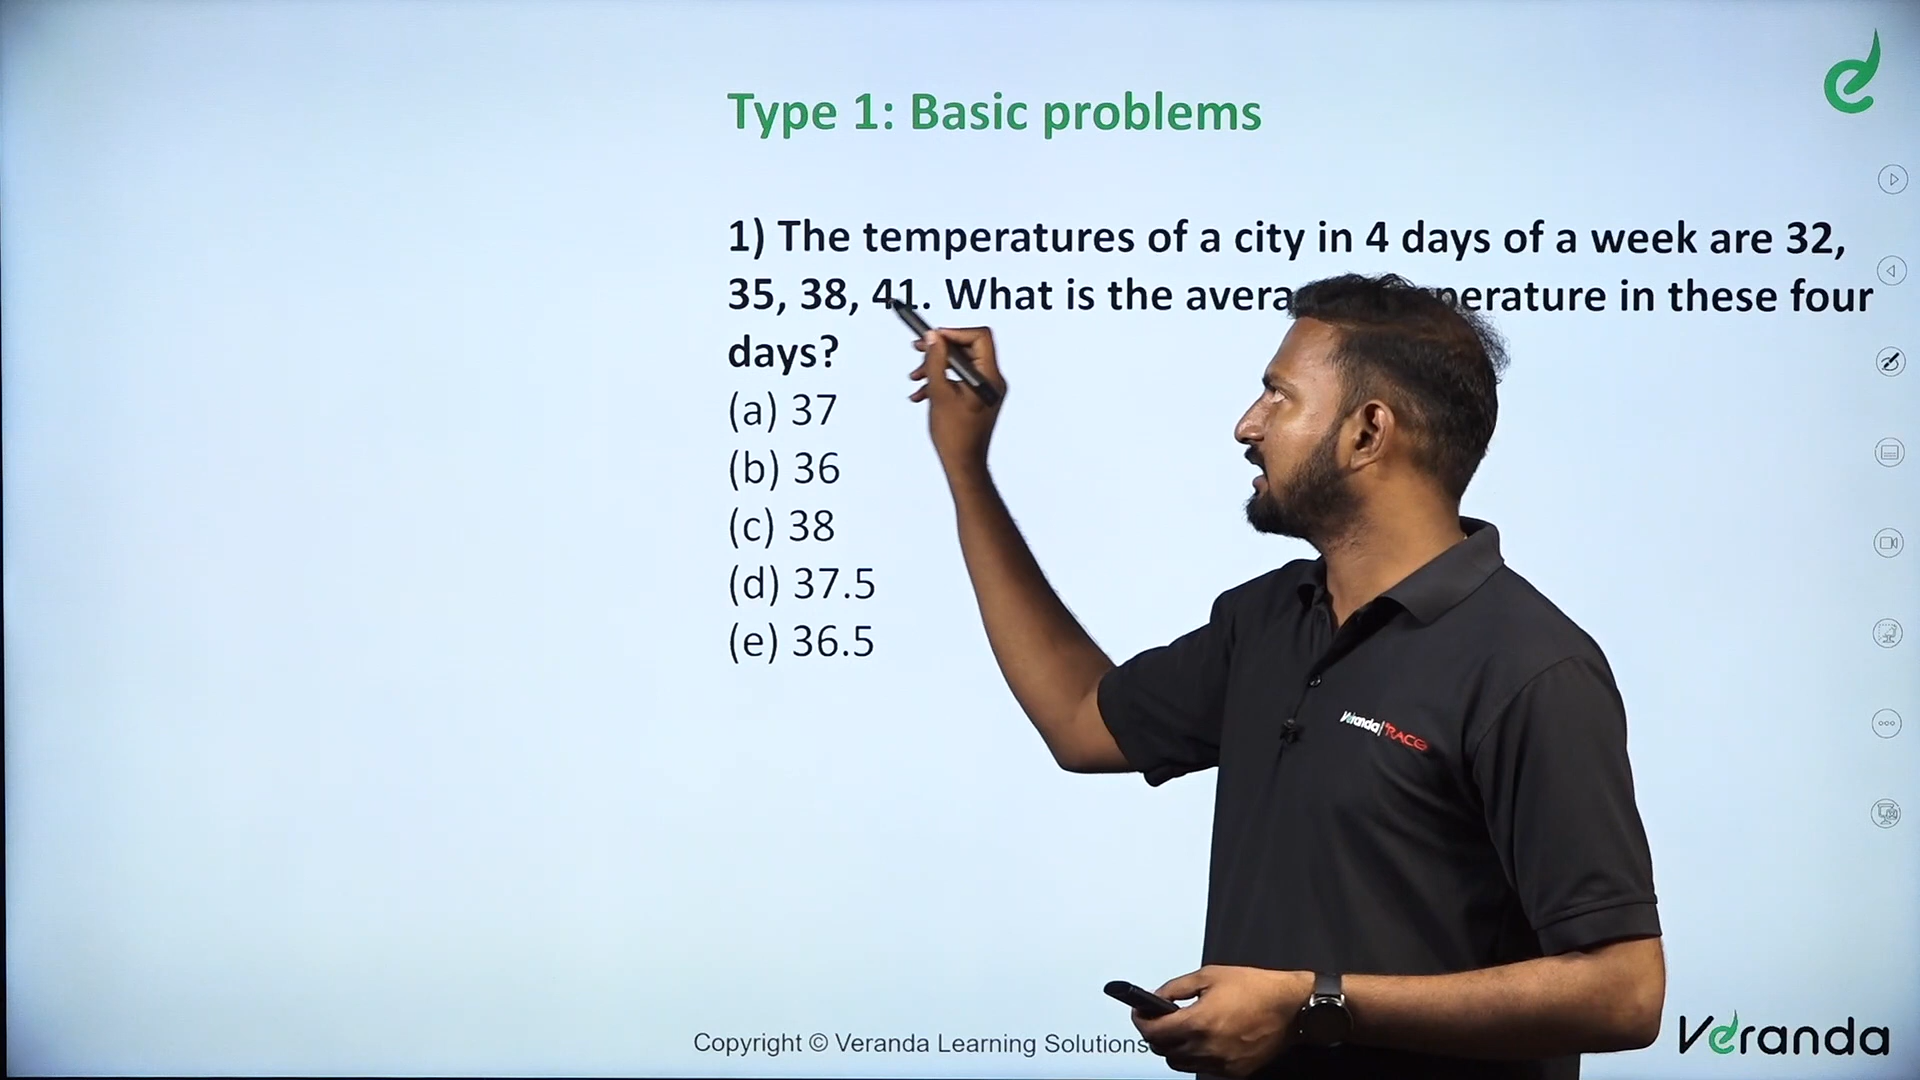 Type 1: Basic problems
1) The temperatures of a city in 4 days of a week are 32,
35, 38, 41. What is the in these four
days?
(a) 37
(b) 36
(c) 38
(d) 37.5
(e) 36.5
Veranda RACE
Copyright © Veranda Learning Solutions
Veranda